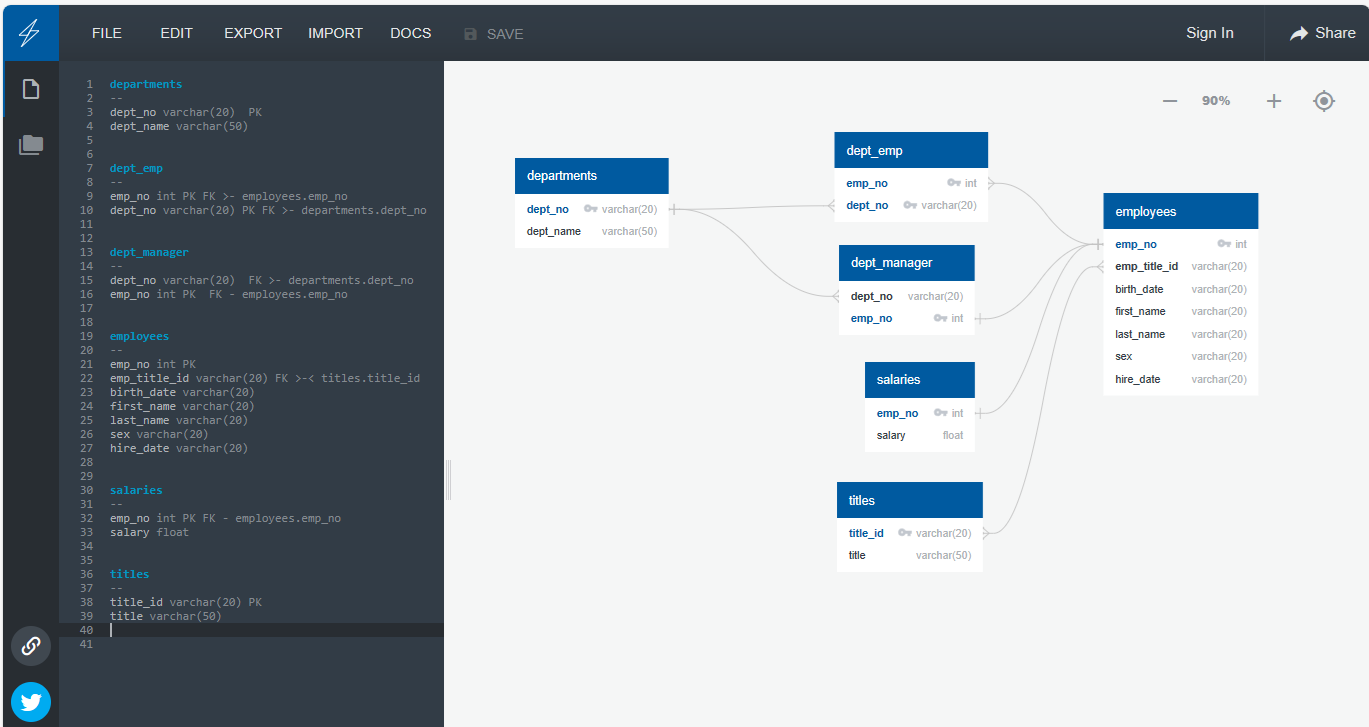 FILE EDIT EXPORT IMPORT DOCS SAVE Sign In Share
1 departments
2 --
3 dept_no varchar(20)  PK
4 dept_name varchar(50)
5
6
7 dept_emp
8 --
9 emp_no int PK FK >- employees.emp_no
10 dept_no varchar(20) PK FK >- departments.dept_no
11
12
13 dept_manager
14 --
15 dept_no varchar(20)  FK >- departments.dept_no
16 emp_no int PK  FK - employees.emp_no
17
18
19 employees
20 --
21 emp_no int PK
22 emp_title_id varchar(20) FK >-< titles.title_id
23 birth_date varchar(20)
24 first_name varchar(20)
25 last_name varchar(20)
26 sex varchar(20)
27 hire_date varchar(20)
28
29
30 salaries
31 --
32 emp_no int PK FK - employees.emp_no
33 salary float
34
35
36 titles
37 --
38 title_id varchar(20) PK
39 title varchar(50)
40
41
90%
departments
dept_no varchar(20)
dept_name varchar(50)
dept_emp
emp_no int
dept_no varchar(20)
dept_manager
dept_no varchar(20)
emp_no int
salaries
emp_no int
salary float
titles
title_id varchar(20)
title varchar(50)
employees
emp_no int
emp_title_id varchar(20)
birth_date varchar(20)
first_name varchar(20)
last_name varchar(20)
sex varchar(20)
hire_date varchar(20)